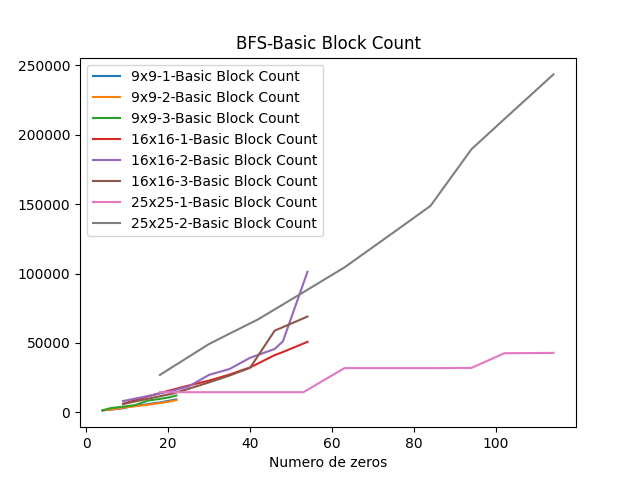 BFS-Basic Block Count
250000
200000
150000
100000
50000
0
9x9-1-Basic Block Count
9x9-2-Basic Block Count
9x9-3-Basic Block Count
16x16-1-Basic Block Count
16x16-2-Basic Block Count
16x16-3-Basic Block Count
25x25-1-Basic Block Count
25x25-2-Basic Block Count
0 20 40 60 80 100
Numero de zeros